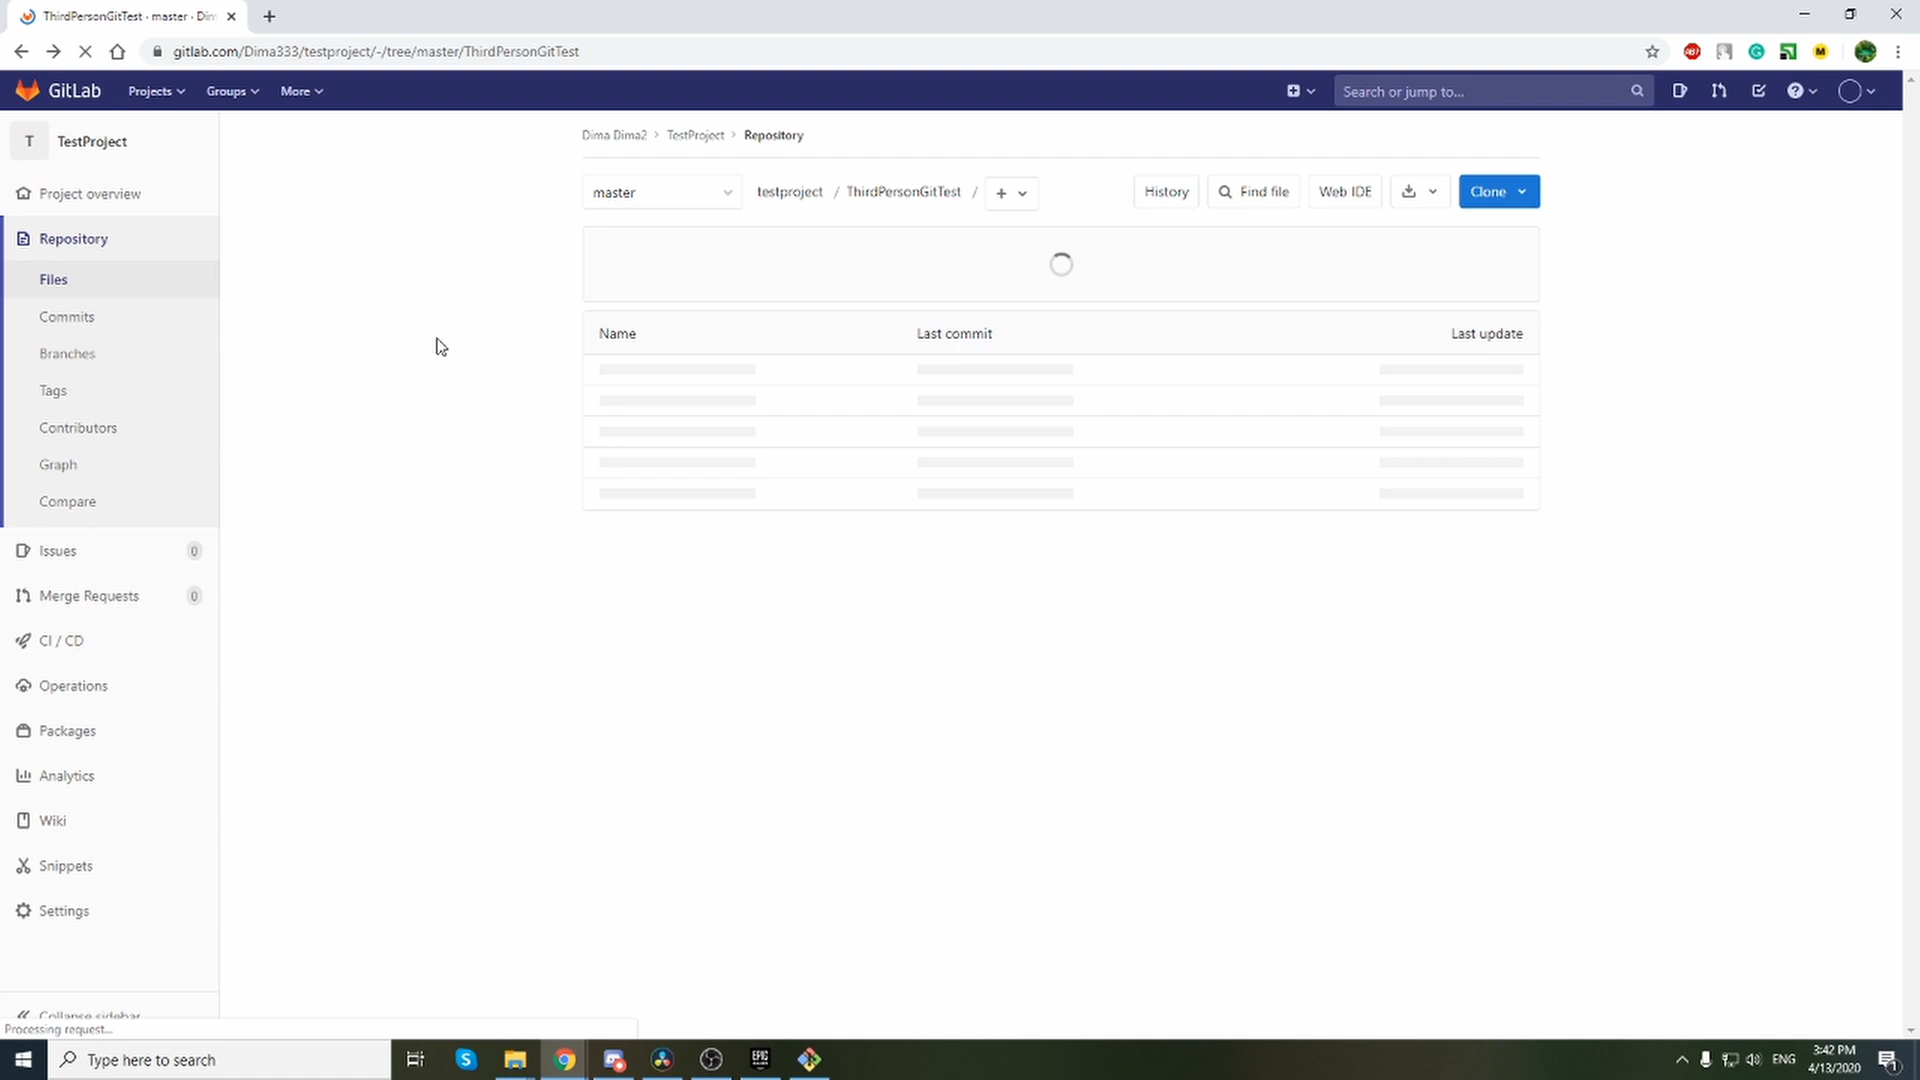 ThirdPersonGitTest · master · Dim
gitlab.com/Dima333/testproject/-/tree/master/ThirdPersonGitTest
GitLab Projects Groups More Search or jump to...
T TestProject
Project overview
Repository
Files
Commits
Branches
Tags
Contributors
Graph
Compare
Issues 0
Merge Requests 0
CI / CD
Operations
Packages
Analytics
Wiki
Snippets
Settings
Collapse sidebar
Processing request...
Dima Dima2 > TestProject > Repository
master testproject / ThirdPersonGitTest / + History Find file Web IDE Clone
Name Last commit Last update
Type here to search
EPIC
ENG
3:42 PM
4/13/2020